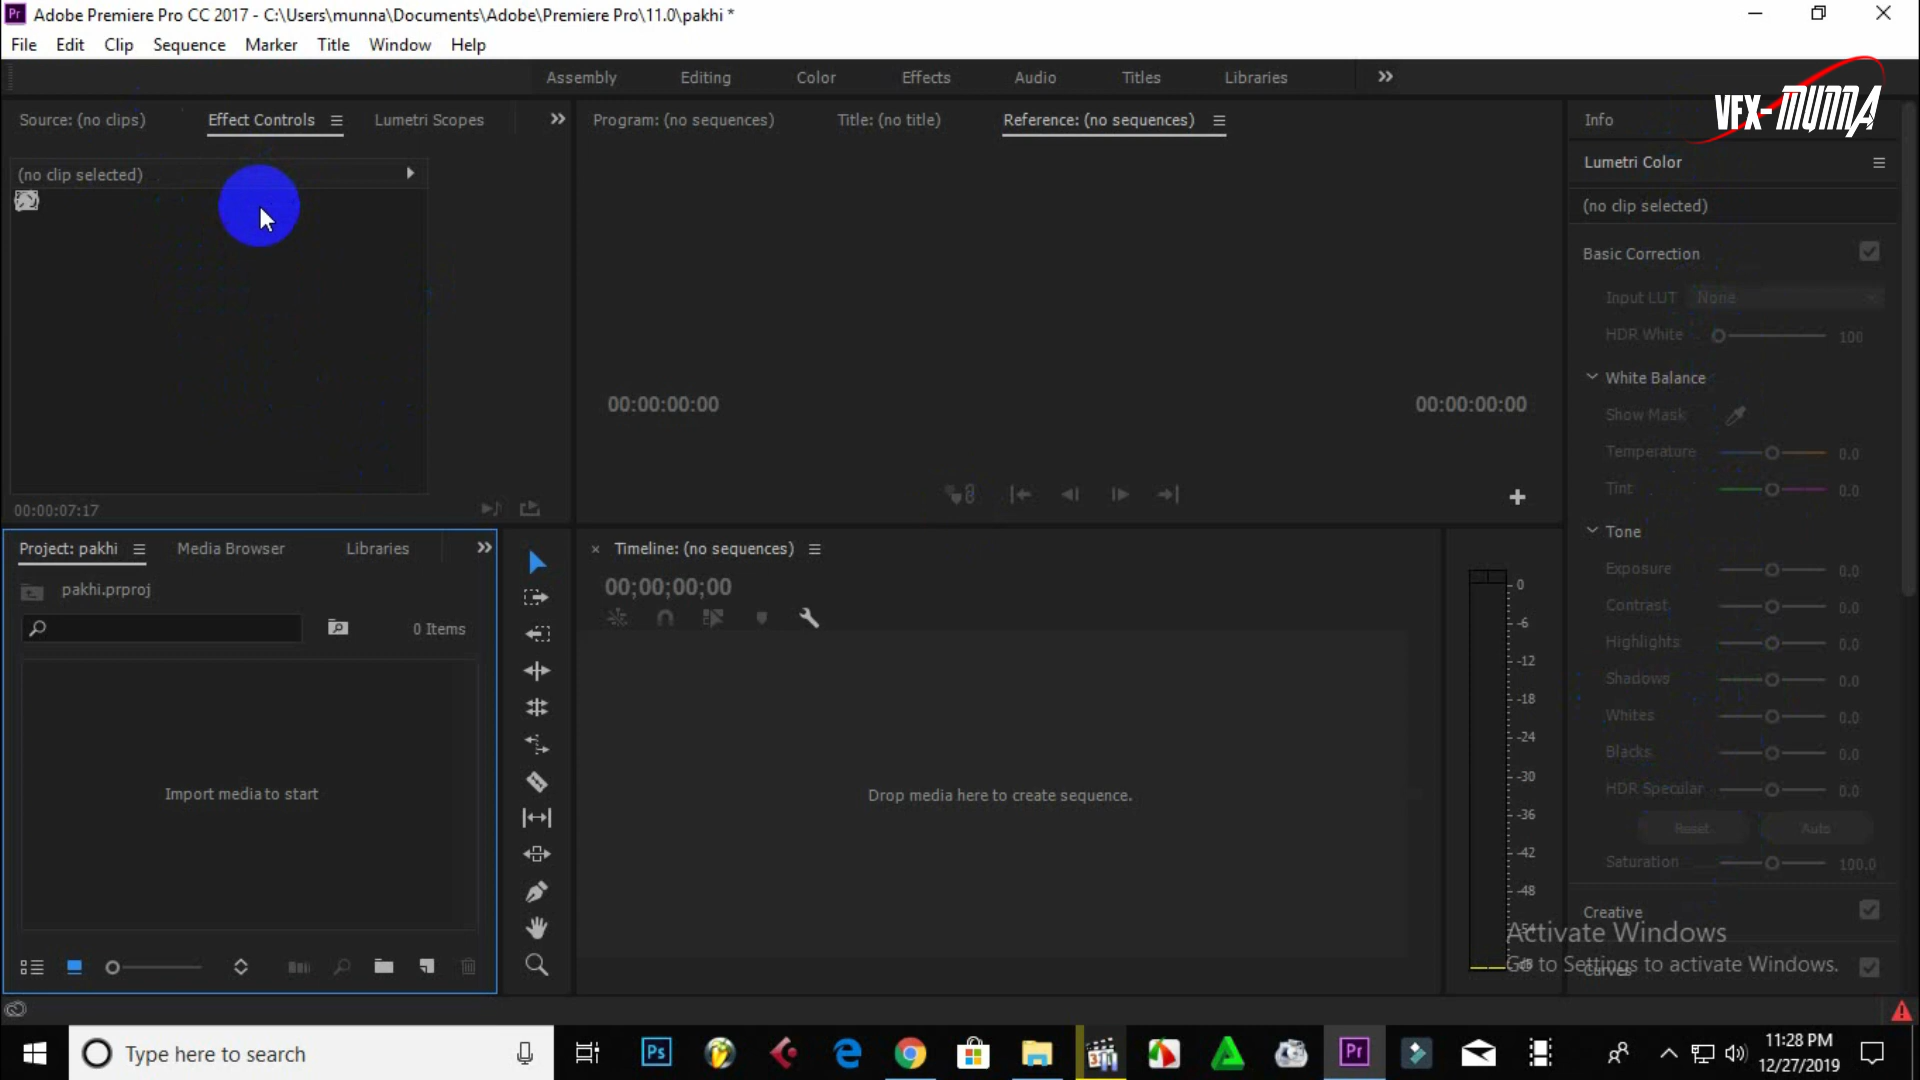 Adobe Premiere Pro CC 2017 - C:\Users\munna\Documents\Adobe\Premiere Pro\11.0\pakhi *
File Edit Clip Sequence Marker Title Window Help
Assembly Editing Color Effects Audio Titles Libraries
VFX-MUNNA
Source: (no clips) Effect Controls Lumetri Scopes
Program: (no sequences) Title: (no title) Reference: (no sequences)
Info
Lumetri Color
(no clip selected)
(no clip selected)
Basic Correction
Input LUT None
HDR White 100
White Balance
Show Mask
Temperature 0.0
Tint 0.0
Tone
Exposure 0.0
Contrast 0.0
Highlights 0.0
Shadows 0.0
Whites 0.0
Blacks 0.0
HDR Specular 0.0
Reset Auto
Saturation 100.0
Creative
Curves
00:00:00:00 00:00:00:00
00:00:07:17
Project: pakhi Media Browser Libraries
pakhi.prproj
0 Items
Import media to start
Timeline: (no sequences)
00;00;00;00
Drop media here to create sequence.
0
-6
-12
-18
-24
-30
-36
-42
-48
-54
dB
Activate Windows
Go to Settings to activate Windows.
Type here to search
Ps
Pr
11:28 PM
12/27/2019